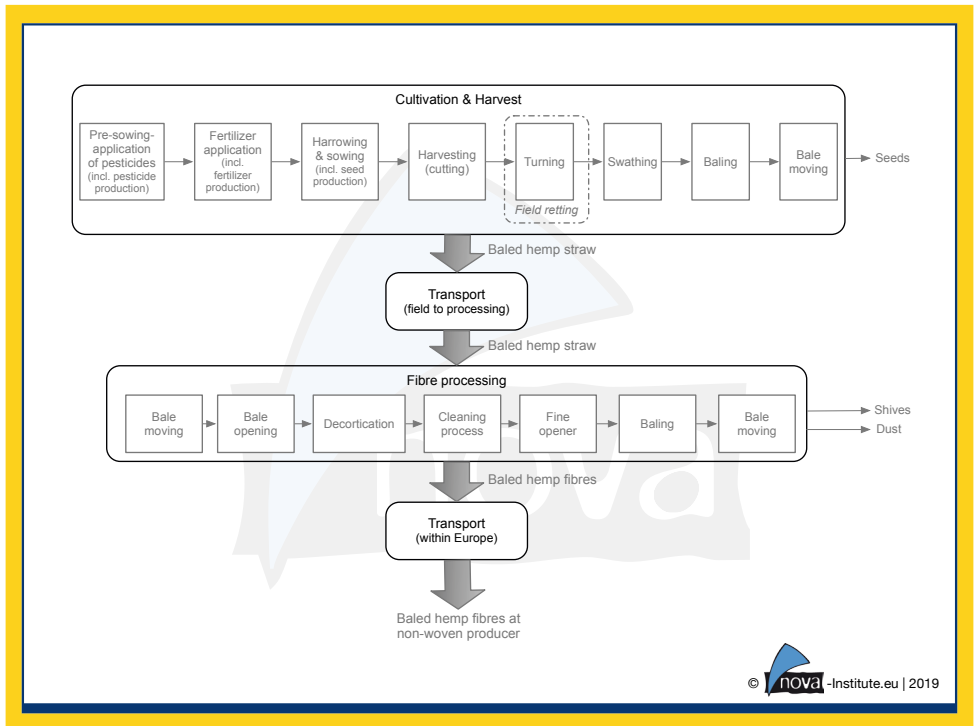 Cultivation & Harvest
Pre-sowing-
application
of pesticides
(incl. pesticide
production)
Fertilizer
application
(incl.
fertilizer
production)
Harrowing
& sowing
(incl. seed
production)
Harvesting
(cutting)
Turning
Field retting
Swathing
Baling
Bale
moving
Seeds
Baled hemp straw
Transport
(field to processing)
Baled hemp straw
Fibre processing
Bale
moving
Bale
opening
Decortication
Cleaning
process
Fine
opener
Baling
Bale
moving
Shives
Dust
Baled hemp fibres
Transport
(within Europe)
Baled hemp fibres at
non-woven producer
nova
© nova-Institute.eu | 2019